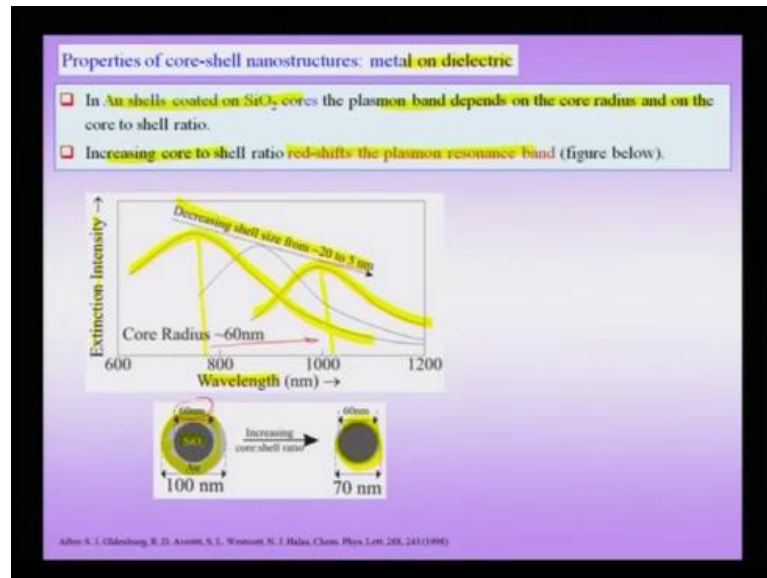 Properties of core-shell nanostructures: metal on dielectric
In Au shells coated on SiO₂ cores the plasmon band depends on the core radius and on the
core to shell ratio.
Increasing core to shell ratio red-shifts the plasmon resonance band (figure below).
Extinction Intensity →
Decreasing shell size from ~20 to 5 nm
Core Radius ~60nm
600 800 1000 1200
Wavelength (nm) →
60nm
SiO₂
Au
100 nm
Increasing
core:shell ratio
60nm
70 nm
After: S. J. Oldenburg, R. D. Averitt, S. L. Westcott, N. J. Halas, Chem. Phys. Lett. 288, 243 (1998)